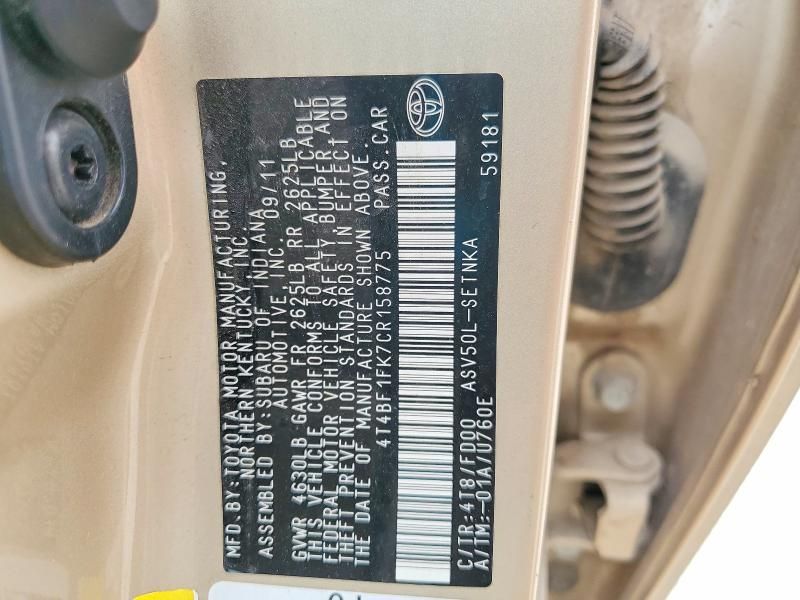 MFD.BY:TOYOTA MOTOR MANUFACTURING,
NORTHERN KENTUCKY, INC.
ASSEMBLED BY:SUBARU OF INDIANA
AUTOMOTIVE, INC. 09/11
GVWR 4630LB GAWR FR 2625LB RR 2625LB
THIS VEHICLE CONFORMS TO ALL APPLICABLE
FEDERAL MOTOR VEHICLE SAFETY, BUMPER AND
THEFT PREVENTION STANDARDS IN EFFECT ON
THE DATE OF MANUFACTURE SHOWN ABOVE.
4T4BF1FK7CR158775 PASS.CAR
C/TR:4T8/FD00 ASV50L-SETNKA
A/TM:-01A/U760E
59181